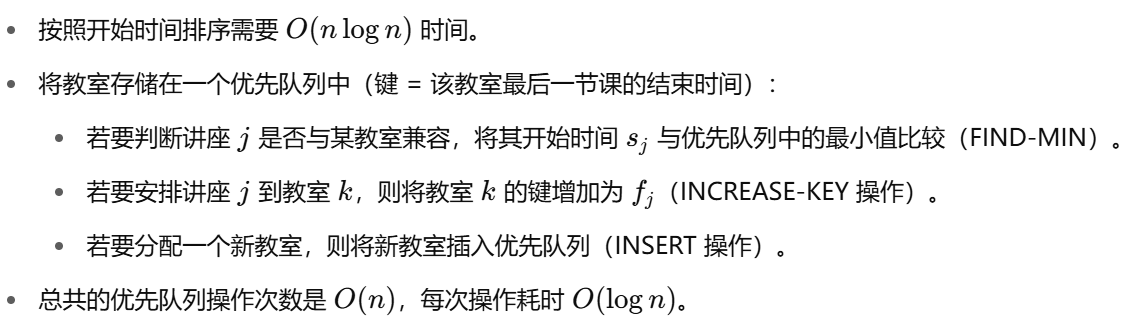 • 按照开始时间排序需要 O(n log n) 时间。
• 将教室存储在一个优先队列中（键 = 该教室最后一节课的结束时间）：
• 若要判断讲座 j 是否与某教室兼容，将其开始时间 s_j 与优先队列中的最小值比较（FIND-MIN）。
• 若要安排讲座 j 到教室 k，则将教室 k 的键增加为 f_j（INCREASE-KEY 操作）。
• 若要分配一个新教室，则将新教室插入优先队列（INSERT 操作）。
• 总共的优先队列操作次数是 O(n)，每次操作耗时 O(log n)。